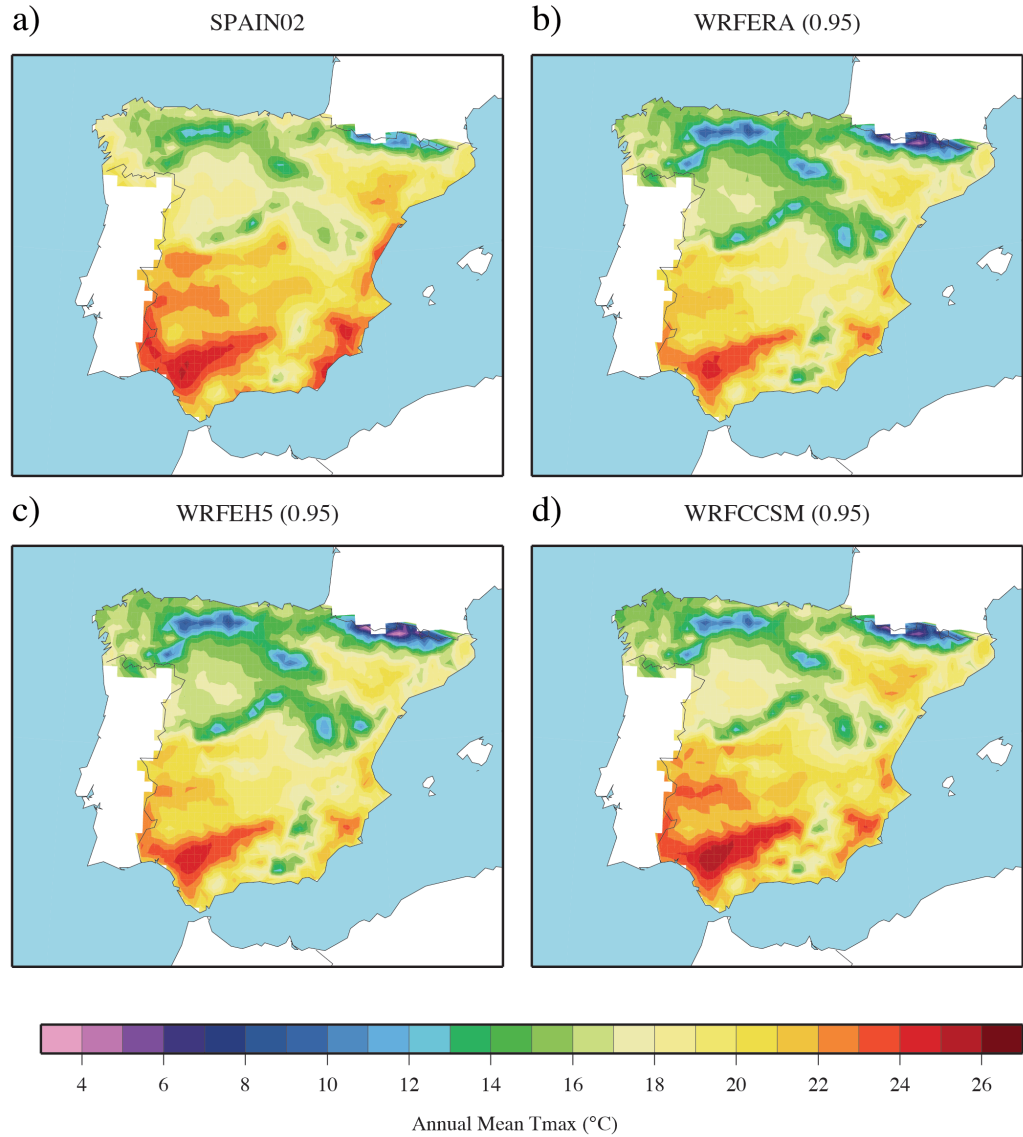 a) SPAIN02
b) WRFERA (0.95)
c) WRFEH5 (0.95)
d) WRFCCSM (0.95)
4 6 8 10 12 14 16 18 20 22 24 26
Annual Mean Tmax (°C)